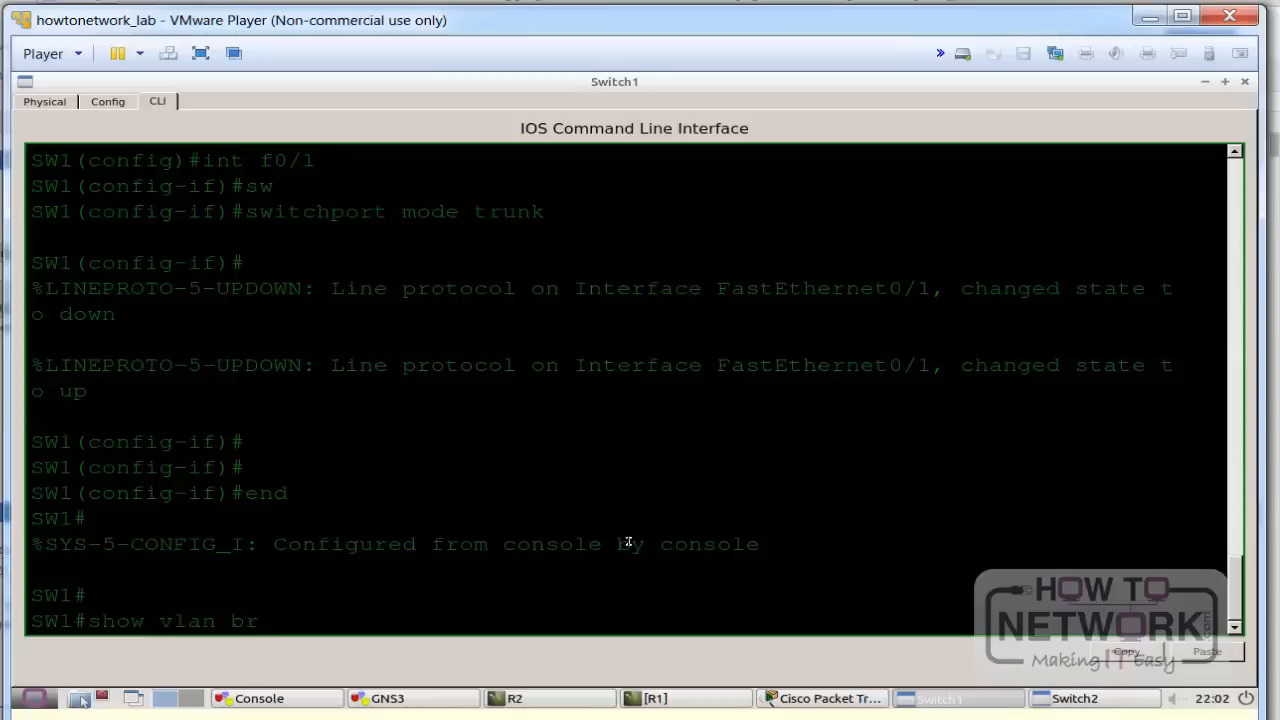 howtonetwork_lab - VMware Player (Non-commercial use only)
Player
Switch1
Physical Config CLI
IOS Command Line Interface
SW1(config)#int f0/1
SW1(config-if)#sw
SW1(config-if)#switchport mode trunk
SW1(config-if)#
%LINEPROTO-5-UPDOWN: Line protocol on Interface FastEthernet0/1, changed state t
o down
%LINEPROTO-5-UPDOWN: Line protocol on Interface FastEthernet0/1, changed state t
o up
SW1(config-if)#
SW1(config-if)#
SW1(config-if)#end
SW1#
%SYS-5-CONFIG_I: Configured from console by console
SW1#
SW1#show vlan br
HOW TO
NETWORK.com
Making IT Easy
Copy Paste
Console GNS3 R2 [R1] Cisco Packet Tr... Switch1 Switch2 22:02